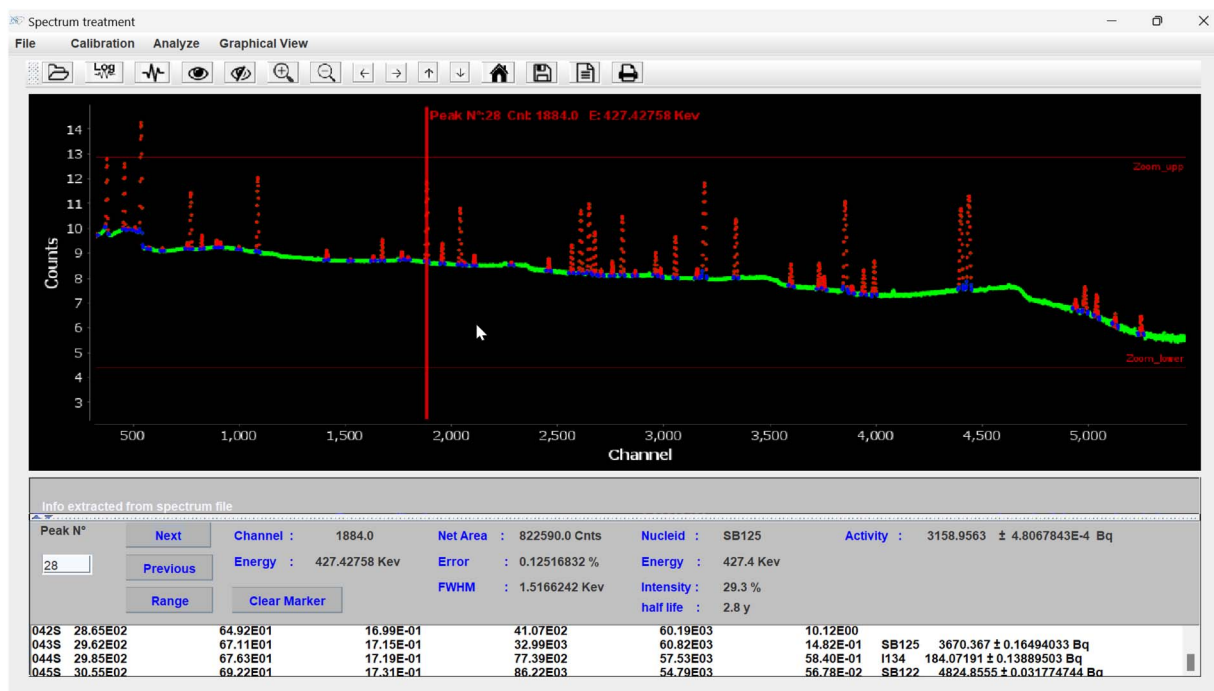 Spectrum treatment
File Calibration Analyze Graphical View
Log
Peak N°:28 Cnl: 1884.0 E: 427.42758 Kev
14
13
Zoom_upp
12
11
10
9
8
7
6
5
Zoom_lower
4
3
Counts
500 1,000 1,500 2,000 2,500 3,000 3,500 4,000 4,500 5,000
Channel
Info extracted from spectrum file
Peak N° Next Channel : 1884.0 Net Area : 822590.0 Cnts Nucleid : SB125 Activity : 3158.9563 ± 4.8067843E-4 Bq
28 Previous Energy : 427.42758 Kev Error : 0.12516832 % Energy : 427.4 Kev
Range Clear Marker FWHM : 1.5166242 Kev Intensity : 29.3 %
half life : 2.8 y
042S 28.65E02 64.92E01 16.99E-01 41.07E02 60.19E03 10.12E00
043S 29.62E02 67.11E01 17.15E-01 32.99E03 60.82E03 14.82E-01 SB125 3670.367 ± 0.16494033 Bq
044S 29.85E02 67.63E01 17.19E-01 77.39E02 57.53E03 58.40E-01 I134 184.07191 ± 0.13889503 Bq
045S 30.55E02 69.22E01 17.31E-01 86.22E03 54.79E03 56.78E-02 SB122 4824.8555 ± 0.031774744 Bq